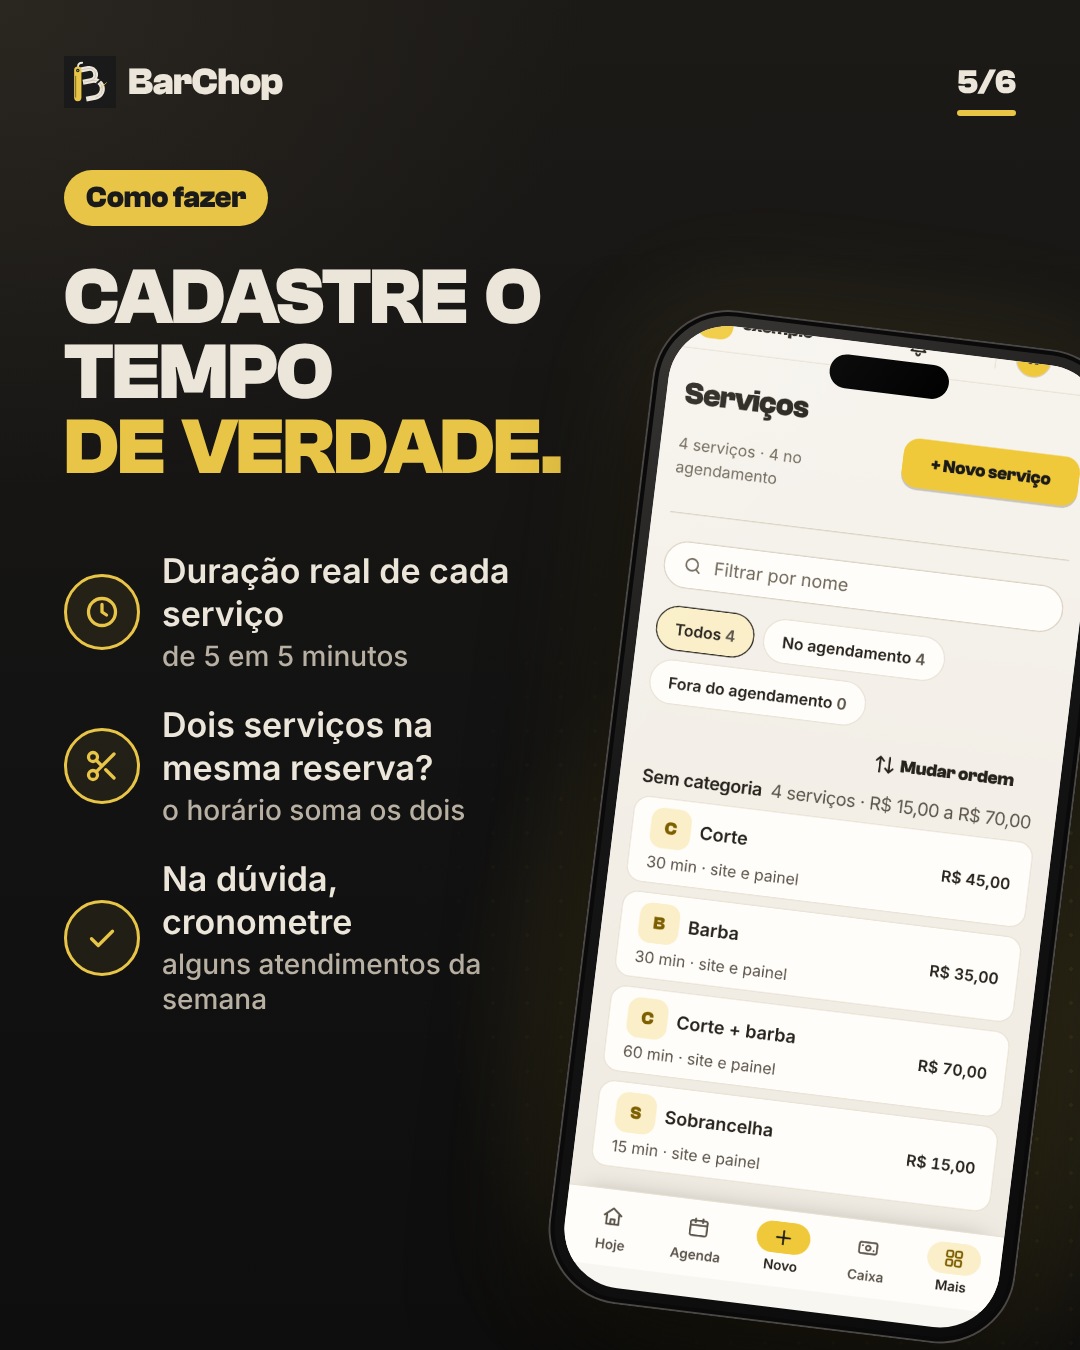 BarChop
5/6
Como fazer
CADASTRE O
TEMPO
DE VERDADE.
Duração real de cada
serviço
de 5 em 5 minutos
Dois serviços na
mesma reserva?
o horário soma os dois
Na dúvida,
cronometre
alguns atendimentos da
semana
Serviços
4 serviços · 4 no
agendamento
+ Novo serviço
Filtrar por nome
Todos 4
No agendamento 4
Fora do agendamento 0
Mudar ordem
Sem categoria 4 serviços · R$ 15,00 a R$ 70,00
C Corte
30 min · site e painel
R$ 45,00
B Barba
30 min · site e painel
R$ 35,00
C Corte + barba
60 min · site e painel
R$ 70,00
S Sobrancelha
15 min · site e painel
R$ 15,00
Hoje
Agenda
Novo
Caixa
Mais